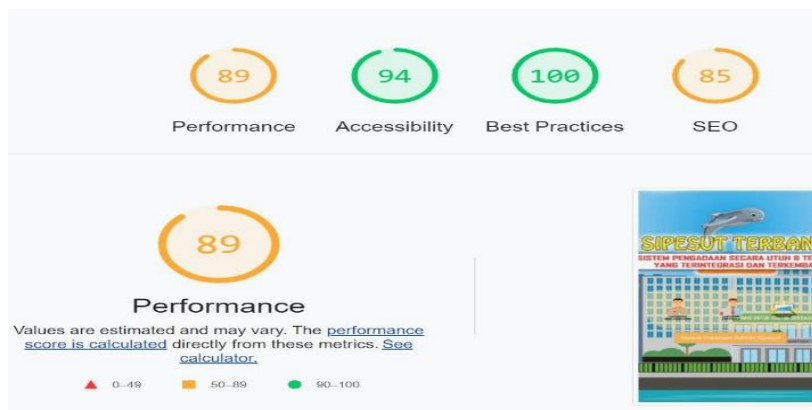 89
94
100
85
Performance
Accessibility
Best Practices
SEO
89
Performance
Values are estimated and may vary. The performance
score is calculated directly from these metrics. See
calculator.
0–49
50–89
90–100
SIPESUT TERBAN
SISTEM PENGADAAN SECARA UTUH & TE
YANG TERINTEGRASI DAN TERKEMBA